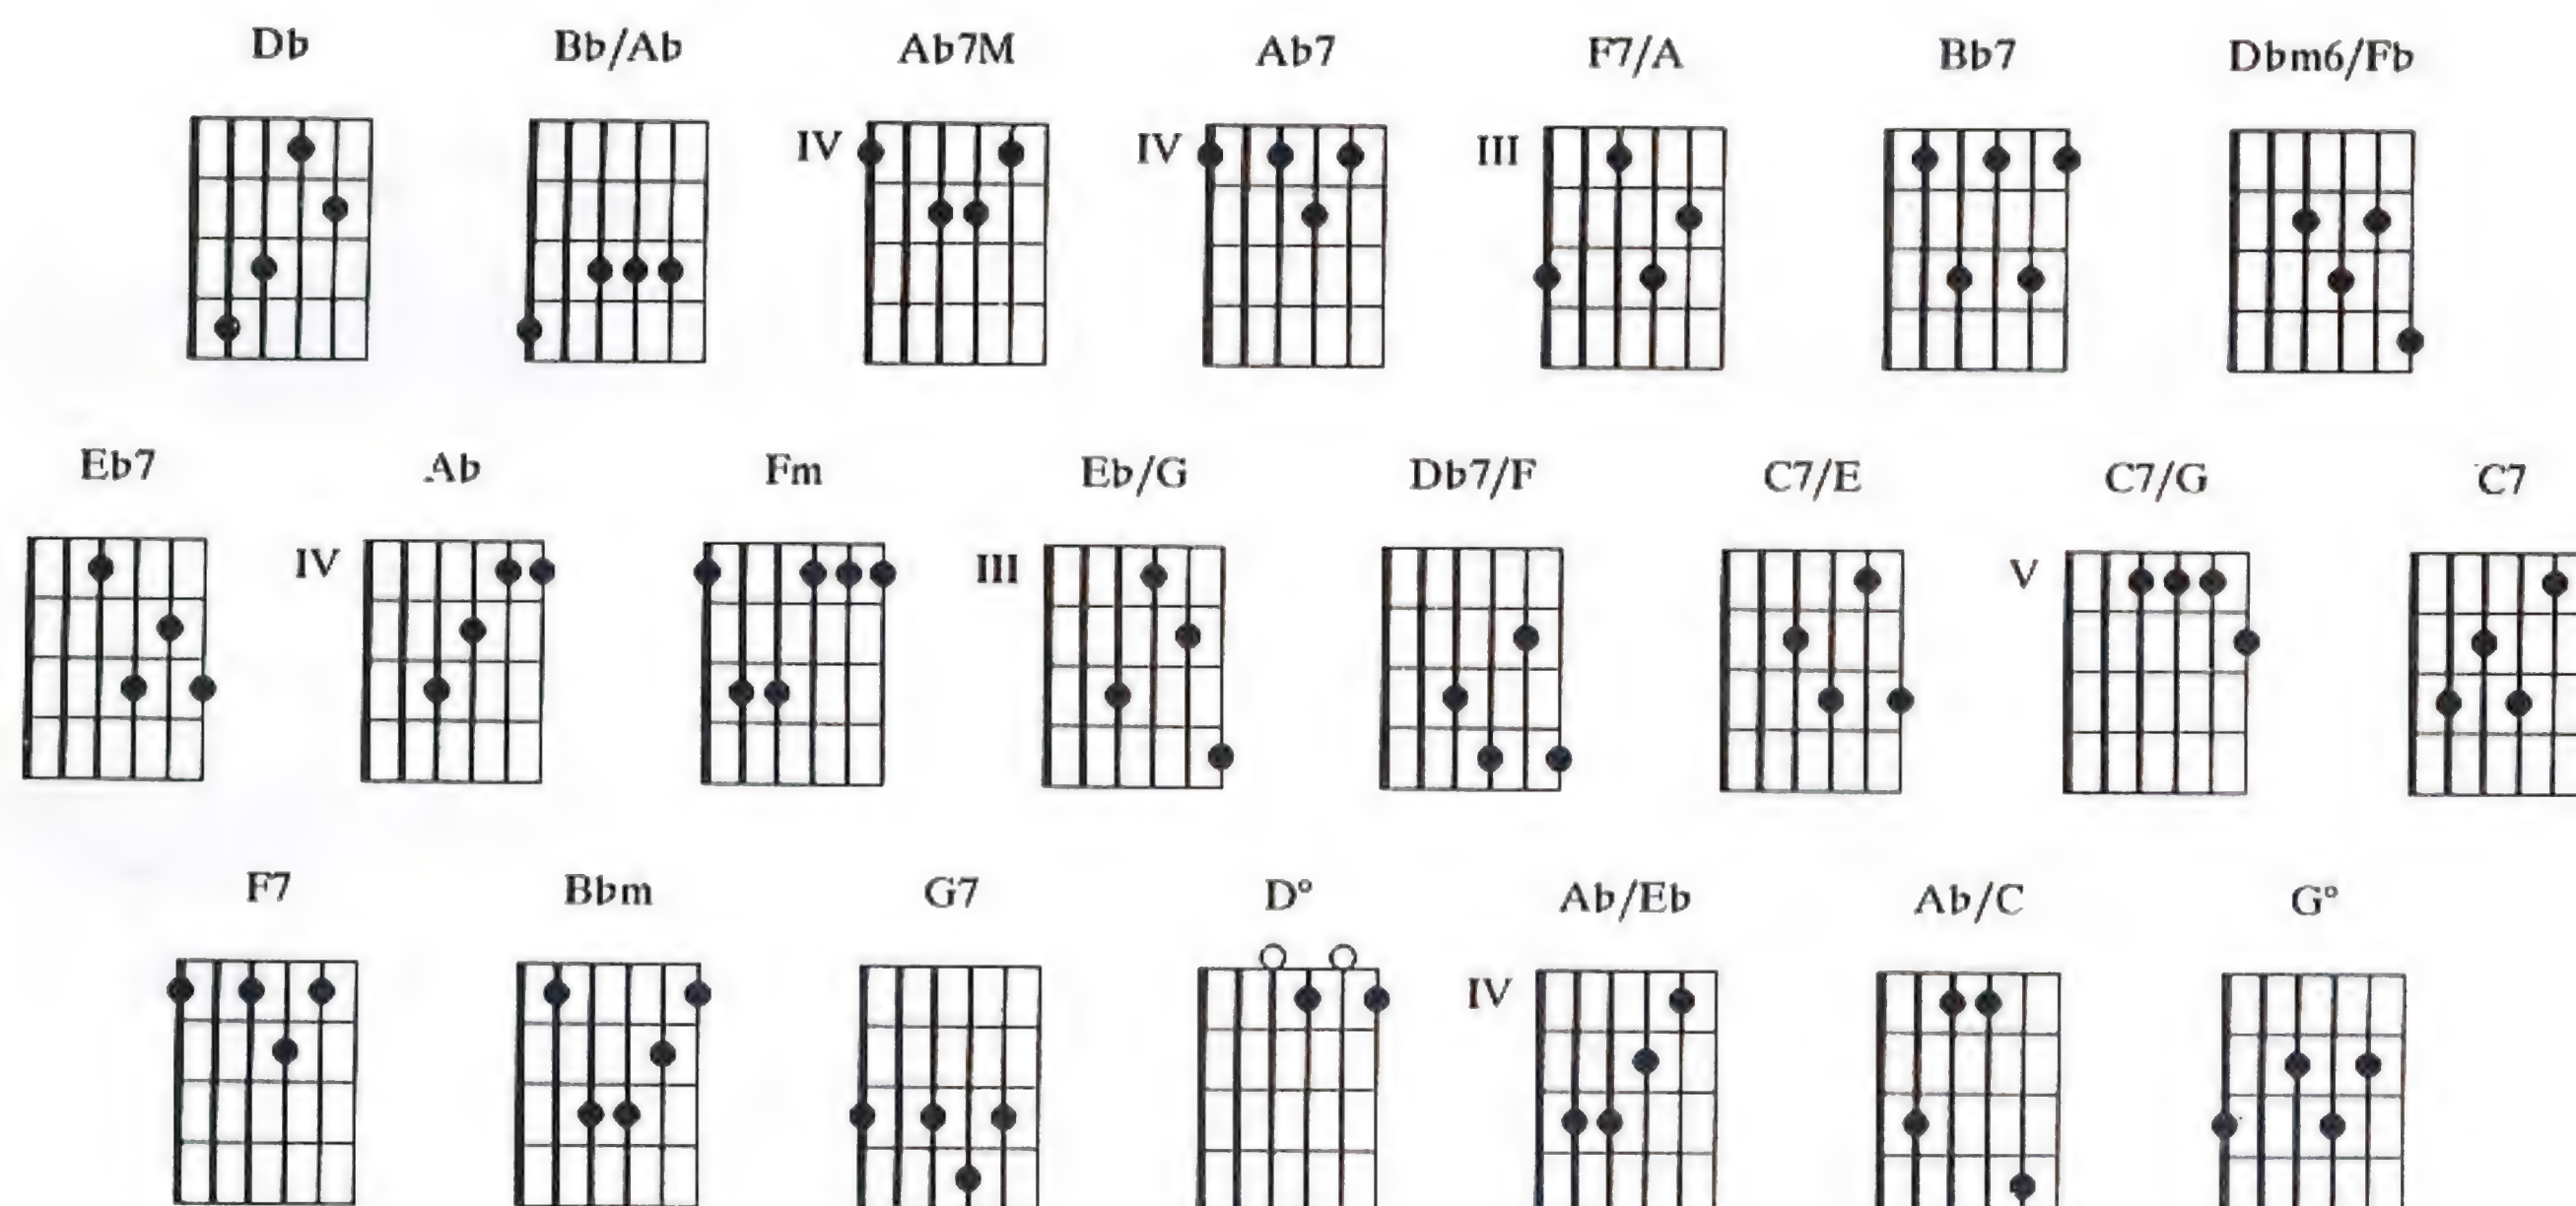 Db Bb/Ab Ab7M Ab7 F7/A Bb7 Dbm6/Fb
IV IV III
Eb7 Ab Fm Eb/G Db7/F C7/E C7/G C7
IV III V
F7 Bbm G7 D° Ab/Eb Ab/C G°
IV